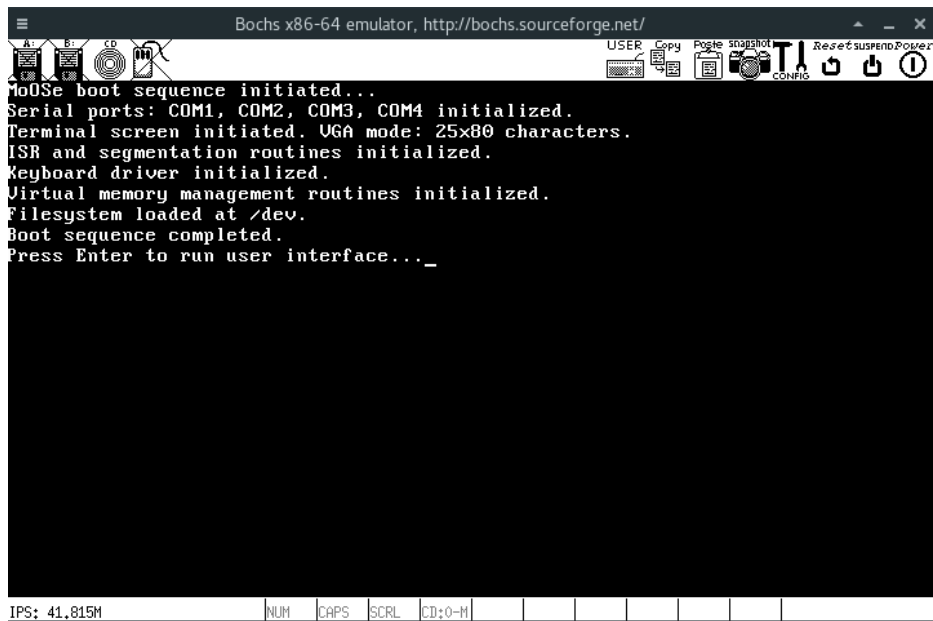 Bochs x86-64 emulator, http://bochs.sourceforge.net/
A: B: CD USER Copy Paste snapshot CONFIG Reset SUSPEND Power
MoOSe boot sequence initiated...
Serial ports: COM1, COM2, COM3, COM4 initialized.
Terminal screen initiated. VGA mode: 25x80 characters.
ISR and segmentation routines initialized.
Keyboard driver initialized.
Virtual memory management routines initialized.
Filesystem loaded at /dev.
Boot sequence completed.
Press Enter to run user interface..._
IPS: 41.815M NUM CAPS SCRL CD:0-M